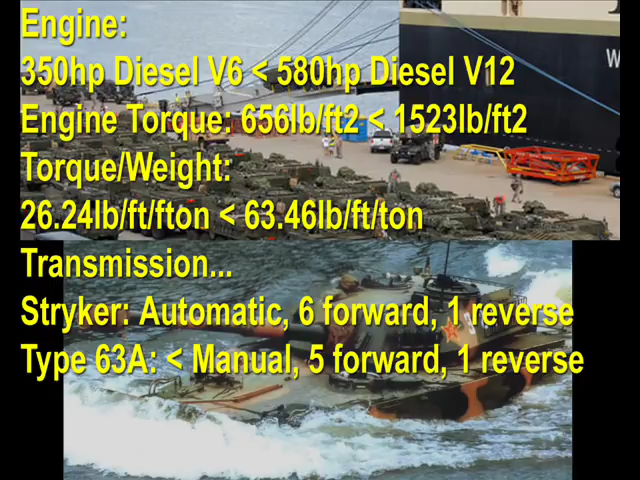 Engine:
350hp Diesel V6 < 580hp Diesel V12
Engine Torque: 656lb/ft2 < 1523lb/ft2
Torque/Weight:
26.24lb/ft/fton < 63.46lb/ft/ton
Transmission...
Stryker: Automatic, 6 forward, 1 reverse
Type 63A: < Manual, 5 forward, 1 reverse
W